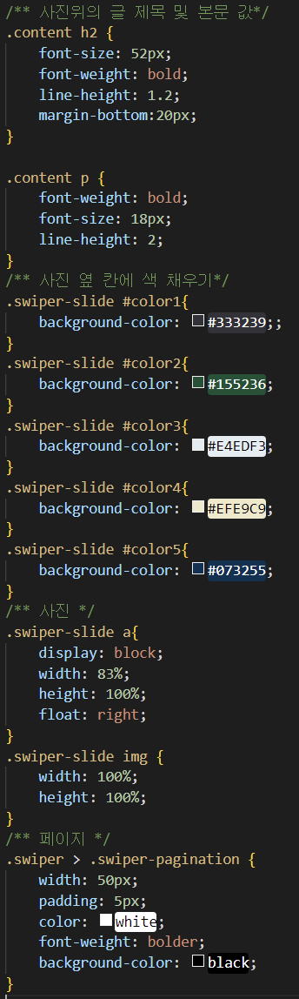 /** 사진위의 글 제목 및 본문 값*/
.content h2 {
    font-size: 52px;
    font-weight: bold;
    line-height: 1.2;
    margin-bottom:20px;
}

.content p {
    font-weight: bold;
    font-size: 18px;
    line-height: 2;
}
/** 사진 옆 칸에 색 채우기*/
.swiper-slide #color1{
    background-color: #333239;;
}
.swiper-slide #color2{
    background-color: #155236;
}
.swiper-slide #color3{
    background-color: #E4EDF3;
}
.swiper-slide #color4{
    background-color: #EFE9C9;
}
.swiper-slide #color5{
    background-color: #073255;
}
/** 사진 */
.swiper-slide a{
    display: block;
    width: 83%;
    height: 100%;
    float: right;
}
.swiper-slide img {
    width: 100%;
    height: 100%;
}
/** 페이지 */
.swiper > .swiper-pagination {
    width: 50px;
    padding: 5px;
    color: white;
    font-weight: bolder;
    background-color: black;
}